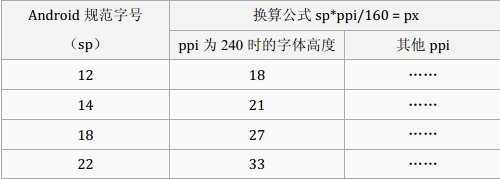 Android 规范字号 换算公式 sp*ppi/160 = px
（sp） ppi 为 240 时的字体高度 其他 ppi
12 18 ……
14 21 ……
18 27 ……
22 33 ……